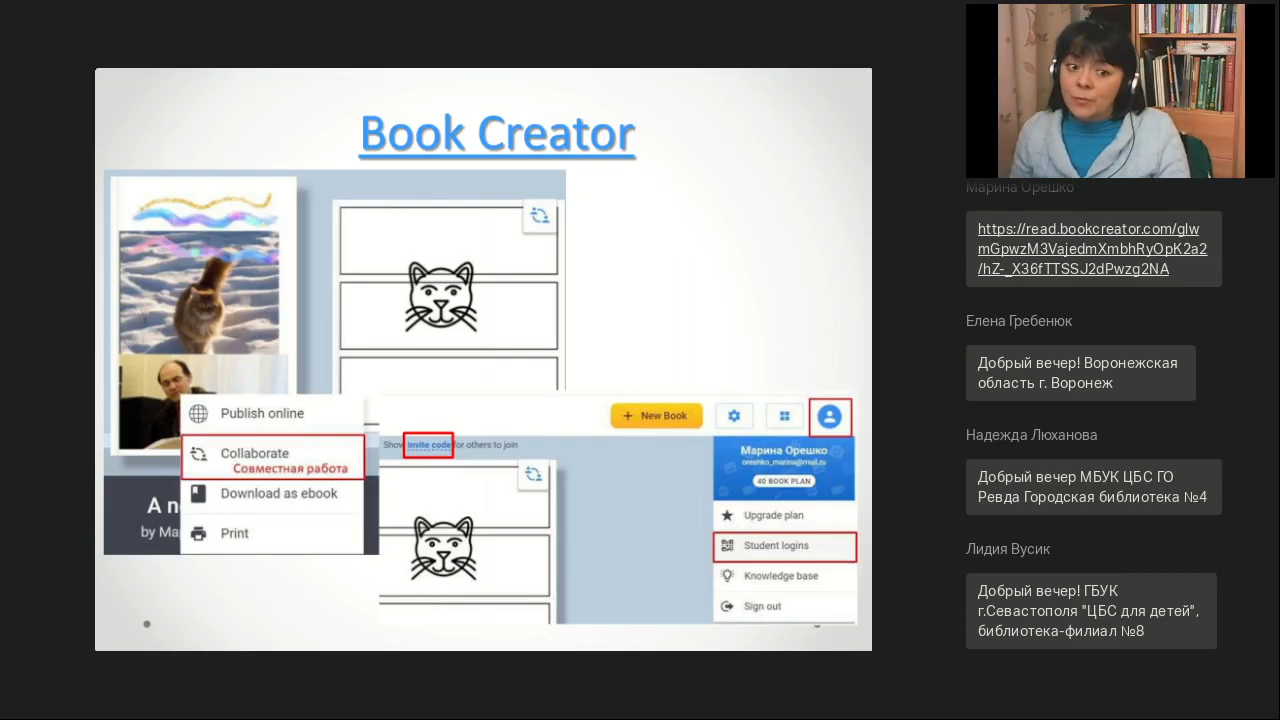 Book Creator
Publish online
Collaborate
Совместная работа
Download as ebook
Print
A n
by Ma
+ New Book
Show invite code for others to join
Марина Орешко
oreshko_marina@mail.ru
40 BOOK PLAN
Upgrade plan
Student logins
Knowledge base
Sign out
Марина Орешко
https://read.bookcreator.com/glw
mGpwzM3VajedmXmbhRyOpK2a2
/hZ-_X36fTTSSJ2dPwzg2NA
Елена Гребенюк
Добрый вечер! Воронежская
область г. Воронеж
Надежда Люханова
Добрый вечер МБУК ЦБС ГО
Ревда Городская библиотека №4
Лидия Вусик
Добрый вечер! ГБУК
г.Севастополя "ЦБС для детей",
библиотека-филиал №8